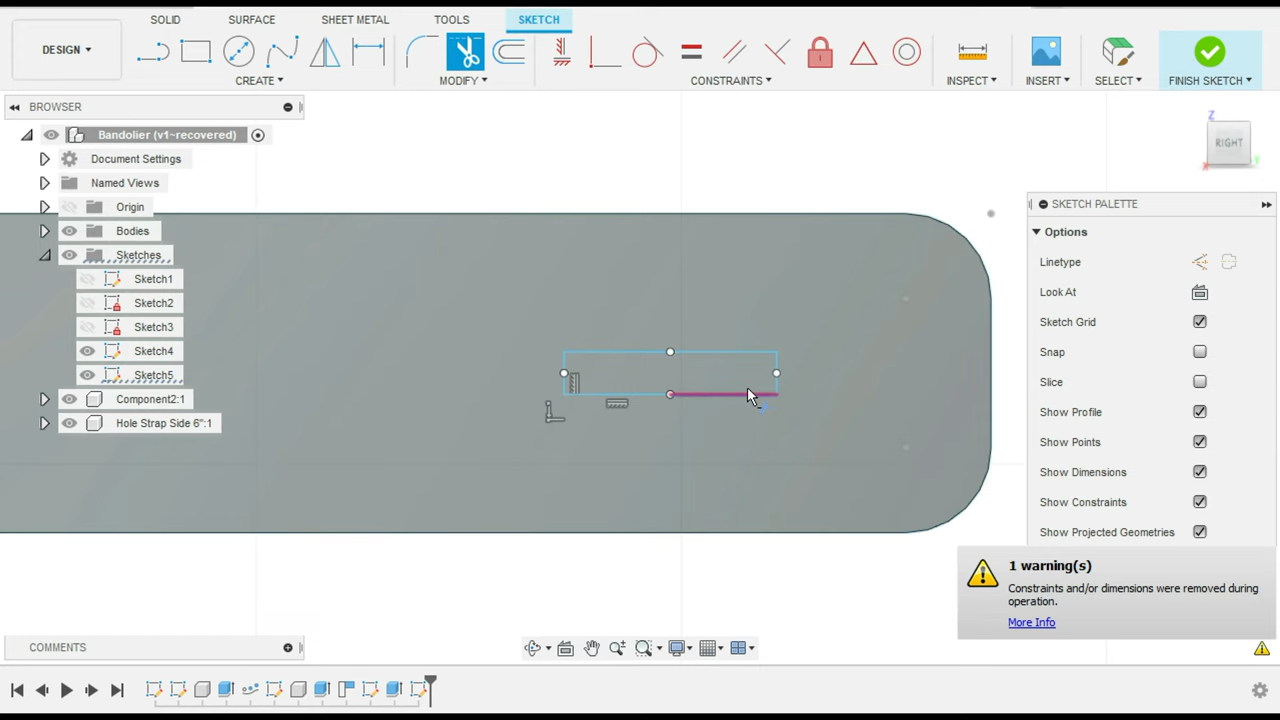 SOLID SURFACE SHEET METAL TOOLS SKETCH
DESIGN
CREATE MODIFY CONSTRAINTS INSPECT INSERT SELECT FINISH SKETCH
BROWSER
Bandolier (v1~recovered)
Document Settings
Named Views
Origin
Bodies
Sketches
Sketch1
Sketch2
Sketch3
Sketch4
Sketch5
Component2:1
Hole Strap Side 6":1
Z
RIGHT
X
Y
SKETCH PALETTE
Options
Linetype
Look At
Sketch Grid
Snap
Slice
Show Profile
Show Points
Show Dimensions
Show Constraints
Show Projected Geometries
1 warning(s)
Constraints and/or dimensions were removed during
operation.
More Info
COMMENTS